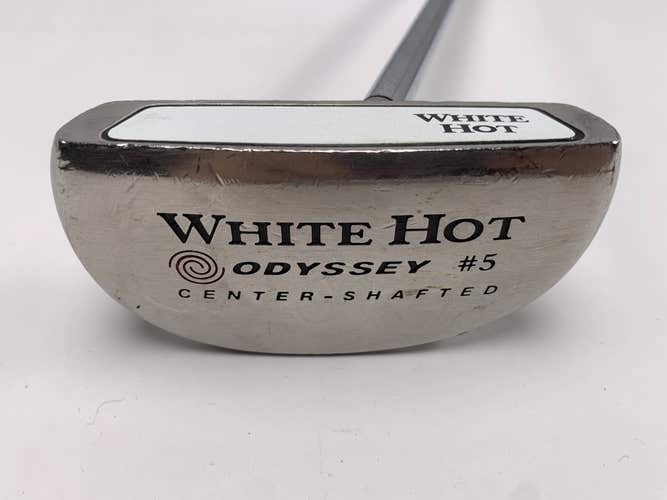 WHITE
HOT
WHITE HOT
ODYSSEY #5
CENTER-SHAFTED